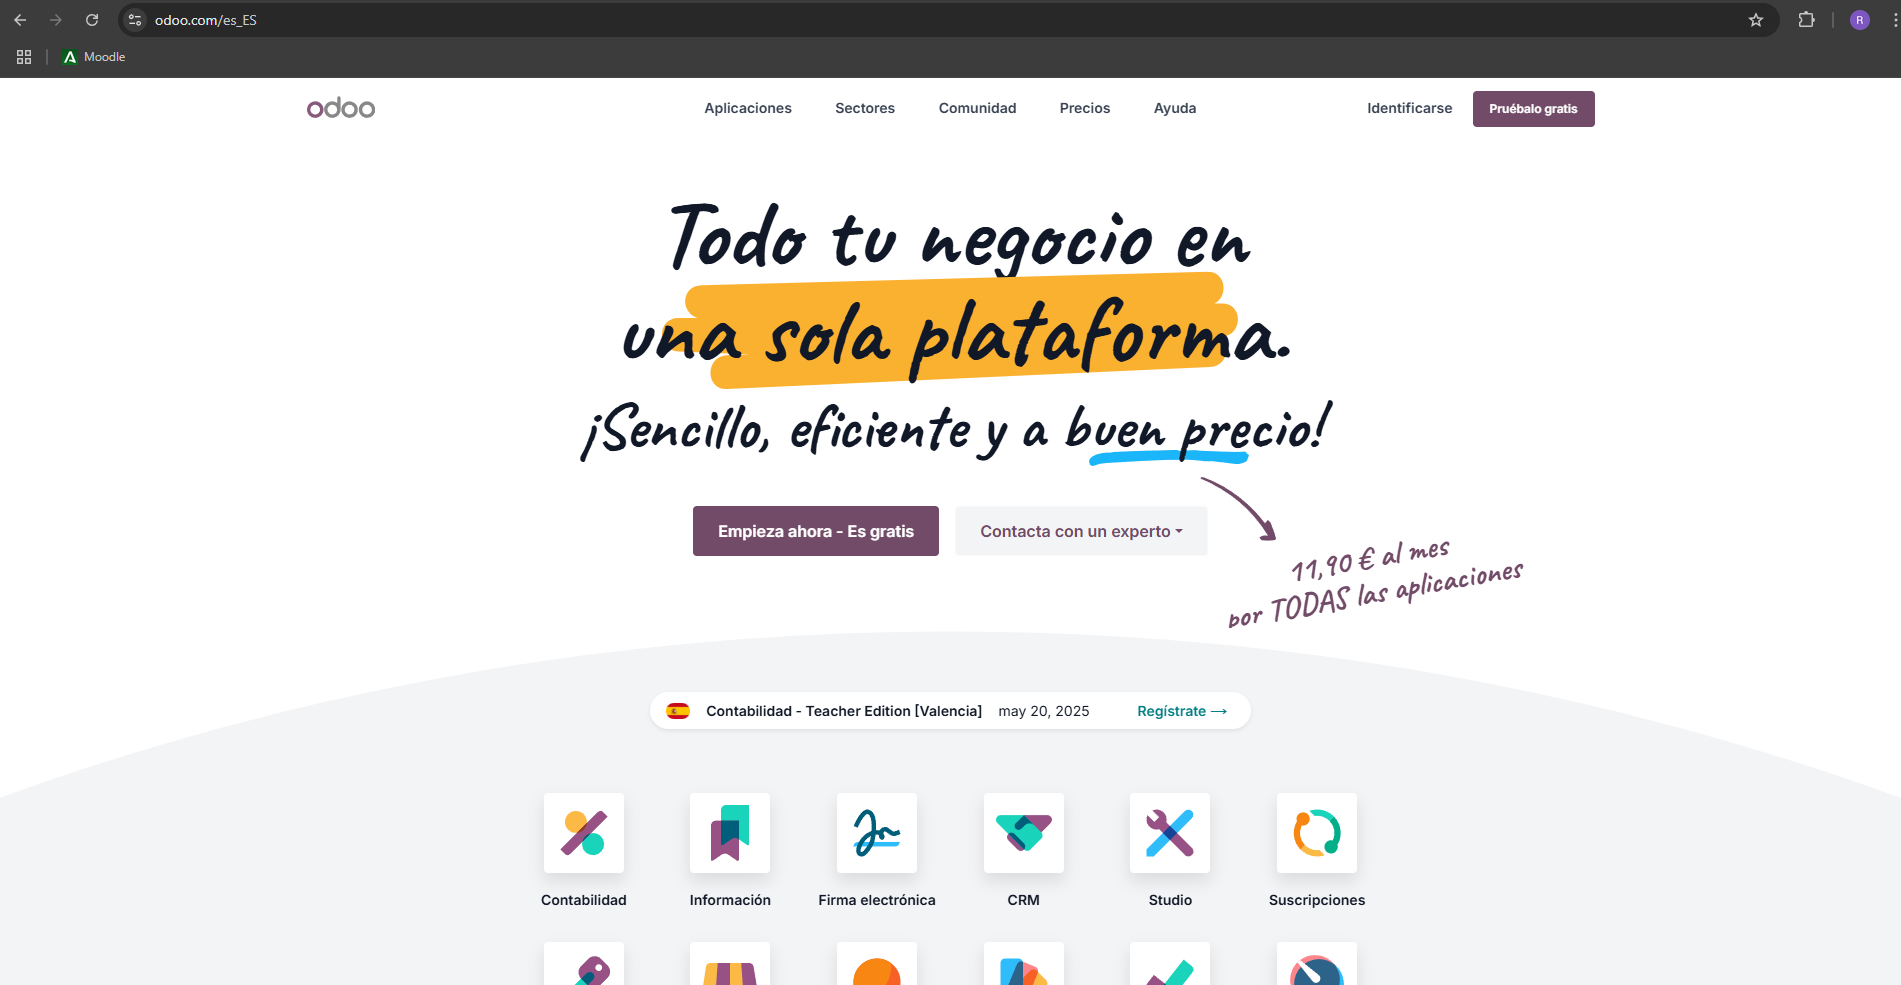 odoo.com/es_ES
R
Moodle
odoo
Aplicaciones
Sectores
Comunidad
Precios
Ayuda
Identificarse
Pruébalo gratis
Todo tu negocio en
una sola plataforma.
¡Sencillo, eficiente y a buen precio!
Empieza ahora - Es gratis
Contacta con un experto
11,90 € al mes
por TODAS las aplicaciones
Contabilidad - Teacher Edition [Valencia] may 20, 2025 Regístrate →
Contabilidad
Información
Firma electrónica
CRM
Studio
Suscripciones